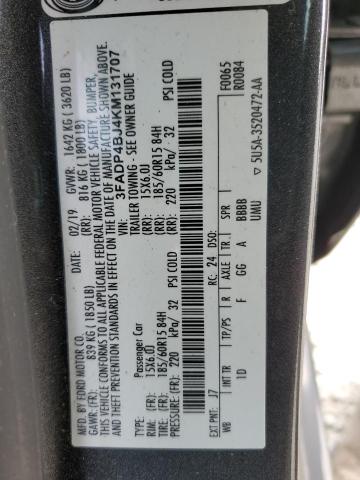 MFD. BY FORD MOTOR CO.
DATE: 02/19 GVWR: 1642 KG ( 3620 LB)
GAWR: (FR): 839 KG ( 1850 LB) (RR): 816 KG ( 1800 LB)
THIS VEHICLE CONFORMS TO ALL APPLICABLE FEDERAL MOTOR VEHICLE SAFETY, BUMPER,
AND THEFT PREVENTION STANDARDS IN EFFECT ON THE DATE OF MANUFACTURE SHOWN ABOVE.
VIN: 3FADP4BJ4KM131707
TYPE: Passenger Car TRAILER TOWING - SEE OWNER GUIDE
RIM: (FR): 15X6.0J (RR): 15X6.0J
TIRES (FR): 185/60R15 84H (RR): 185/60R15 84H
PRESSURE: (FR): 220 kPa/ 32 PSI COLD (RR): 220 kPa/ 32 PSI COLD
F0065
EXT PNT: J7 RC: 24 DSO: R0084
WB INT TR TP/PS R AXLE TR. SPR
1D F GG A BBBB
UMU
5U5A-3520472-AA